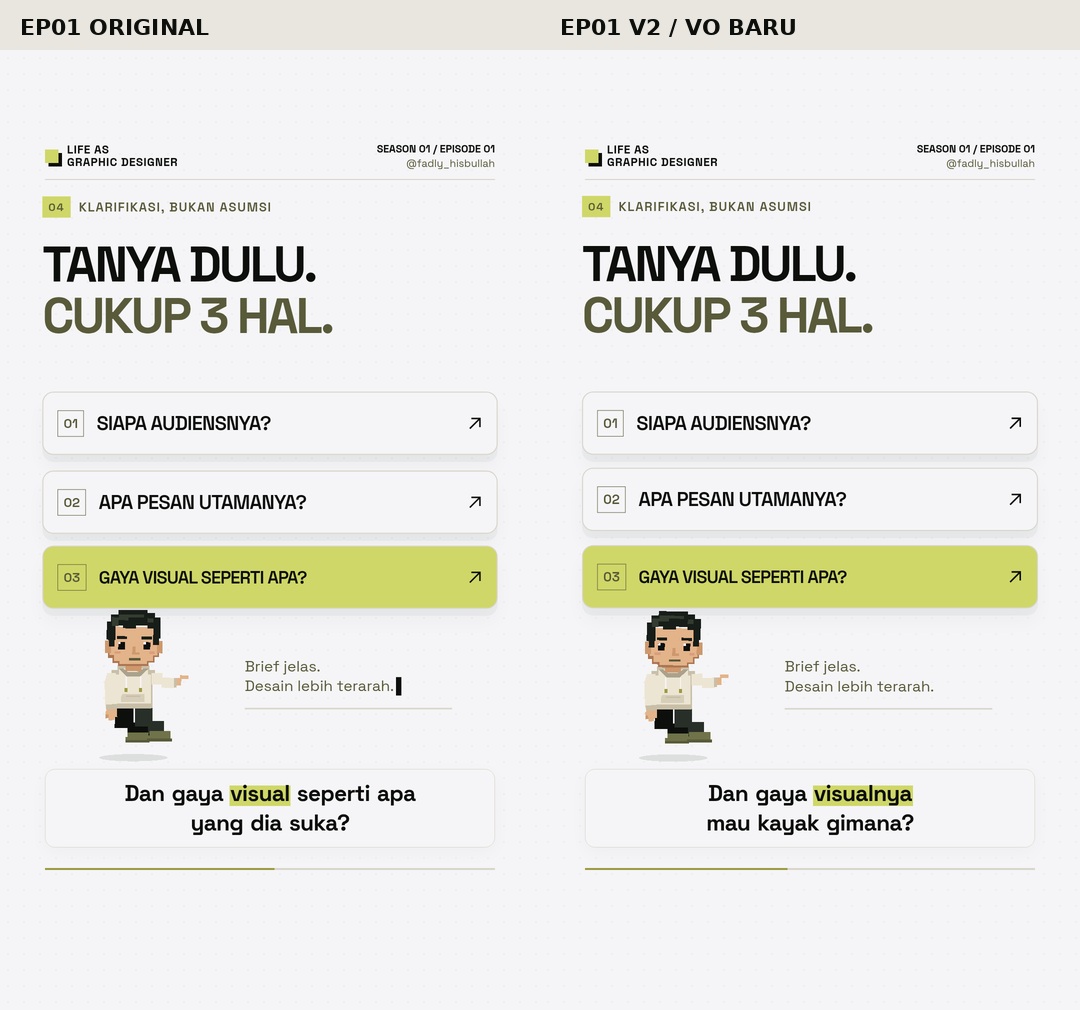 EP01 ORIGINAL
LIFE AS
GRAPHIC DESIGNER
SEASON 01 / EPISODE 01
@fadly_hisbullah
04 KLARIFIKASI, BUKAN ASUMSI
TANYA DULU.
CUKUP 3 HAL.
01 SIAPA AUDIENSNYA?
02 APA PESAN UTAMANYA?
03 GAYA VISUAL SEPERTI APA?
Brief jelas.
Desain lebih terarah.
Dan gaya visual seperti apa
yang dia suka?
EP01 V2 / VO BARU
LIFE AS
GRAPHIC DESIGNER
SEASON 01 / EPISODE 01
@fadly_hisbullah
04 KLARIFIKASI, BUKAN ASUMSI
TANYA DULU.
CUKUP 3 HAL.
01 SIAPA AUDIENSNYA?
02 APA PESAN UTAMANYA?
03 GAYA VISUAL SEPERTI APA?
Brief jelas.
Desain lebih terarah.
Dan gaya visualnya
mau kayak gimana?